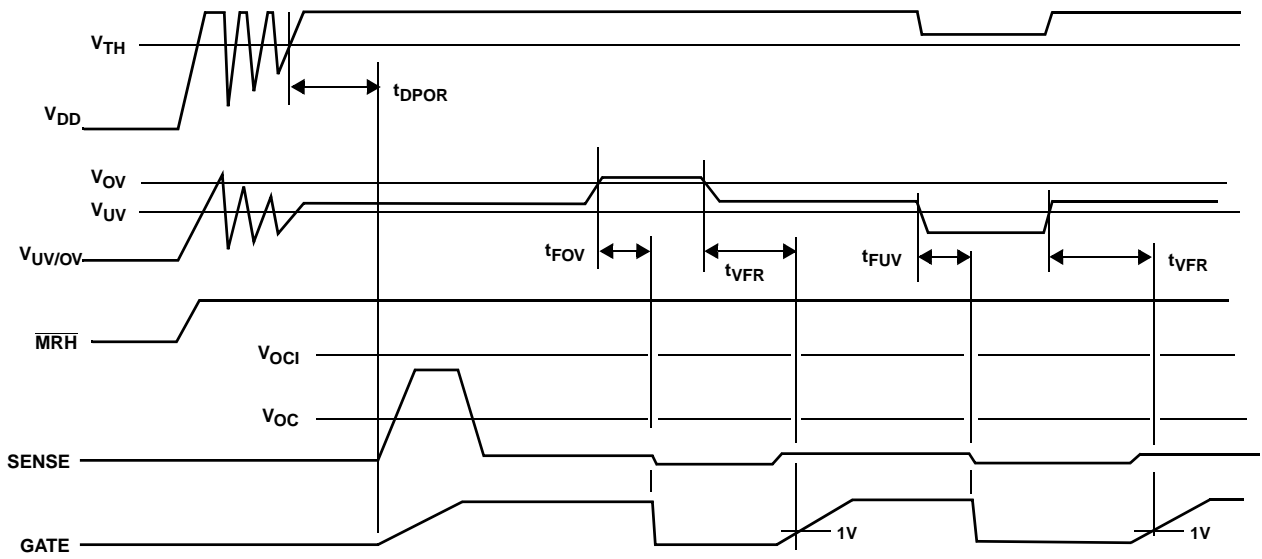 VTH
tDPOR
VDD
VOV
VUV
VUV/OV
tFOV
tVFR
tFUV
tVFR
MRH
VOCI
VOC
SENSE
GATE
1V
1V